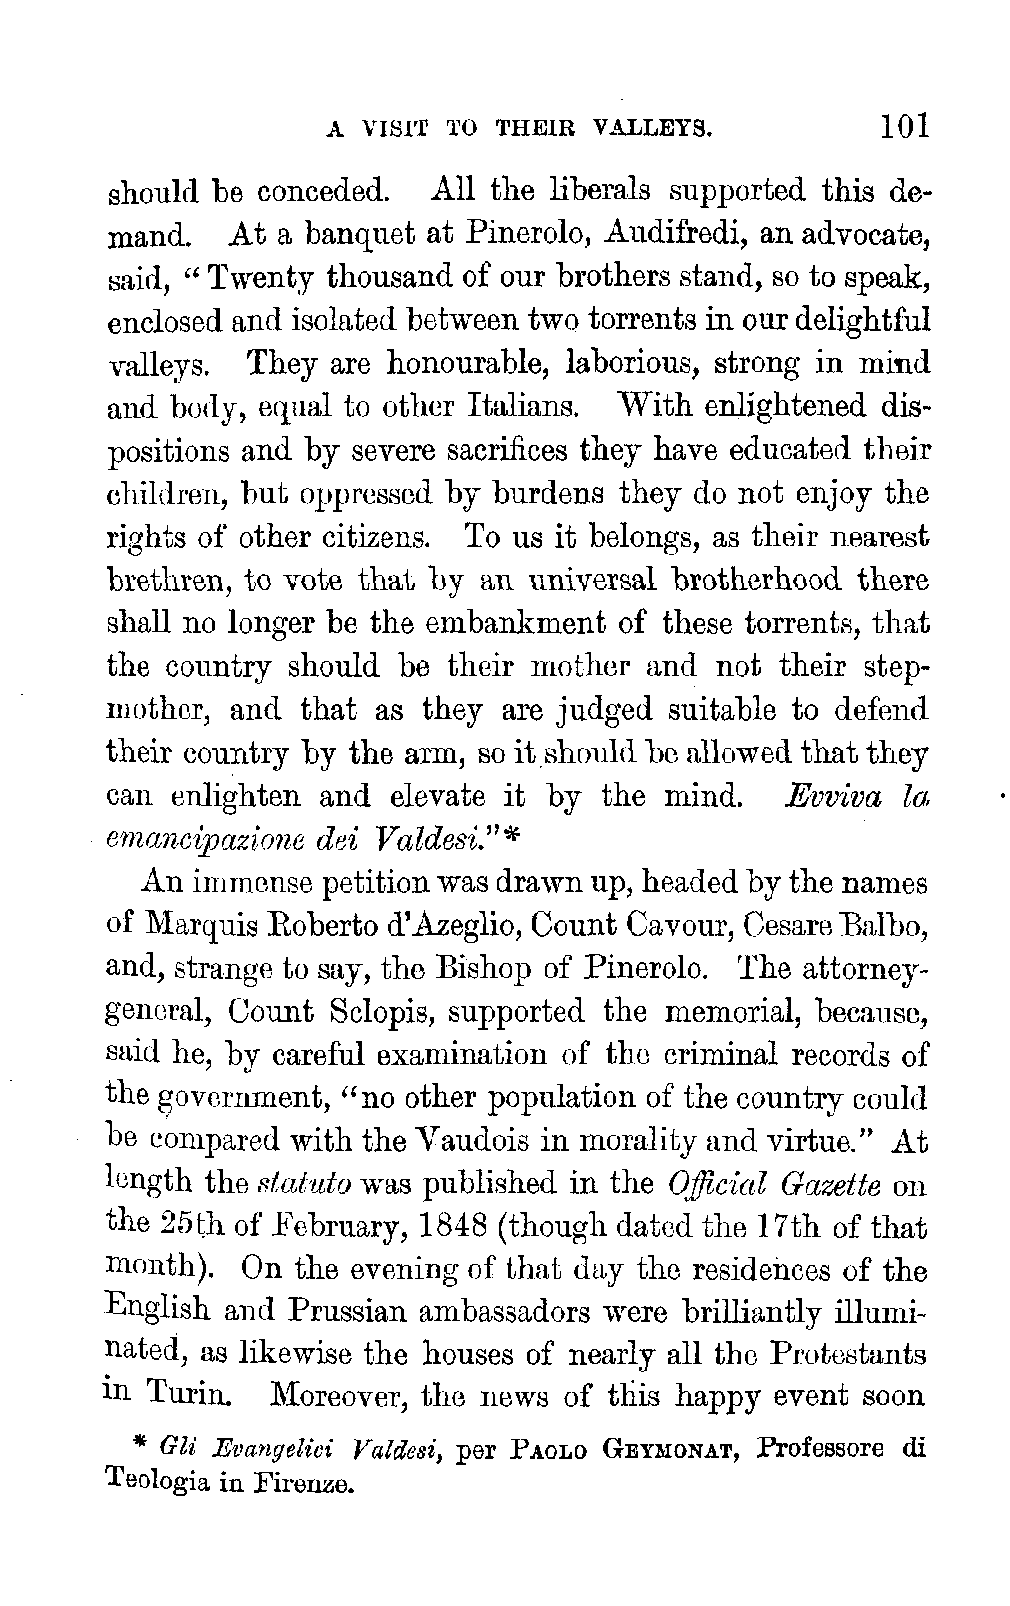 A VISIT TO THEIR VALLEYS. 101
should be conceded. All the liberals supported this de-
mand. At a banquet at Pinerolo, Audifredi, an advocate,
said, “Twenty thousand of our brothers stand, so to speak,
enclosed and isolated between two torrents in our delightful
valleys. They are honourable, laborious, strong in mind
and body, equal to other Italians. With enlightened dis-
positions and by severe sacrifices they have educated their
children, but oppressed by burdens they do not enjoy the
rights of other citizens. To us it belongs, as their nearest
brethren, to vote that by an universal brotherhood there
shall no longer be the embankment of these torrents, that
the country should be their mother and not their step-
mother, and that as they are judged suitable to defend
their country by the arm, so it should be allowed that they
can enlighten and elevate it by the mind. Evviva la
emancipazione dei Valdesi.”*
An immense petition was drawn up, headed by the names
of Marquis Roberto d’Azeglio, Count Cavour, Cesare Balbo,
and, strange to say, the Bishop of Pinerolo. The attorney-
general, Count Sclopis, supported the memorial, because,
said he, by careful examination of the criminal records of
the government, “no other population of the country could
be compared with the Vaudois in morality and virtue.” At
length the statuto was published in the Official Gazette on
the 25th of February, 1848 (though dated the 17th of that
month). On the evening of that day the residences of the
English and Prussian ambassadors were brilliantly illumi-
nated, as likewise the houses of nearly all the Protestants
in Turin. Moreover, the news of this happy event soon
* Gli Evangelici Valdesi, per PAOLO GEYMONAT, Professore di
Teologia in Firenze.